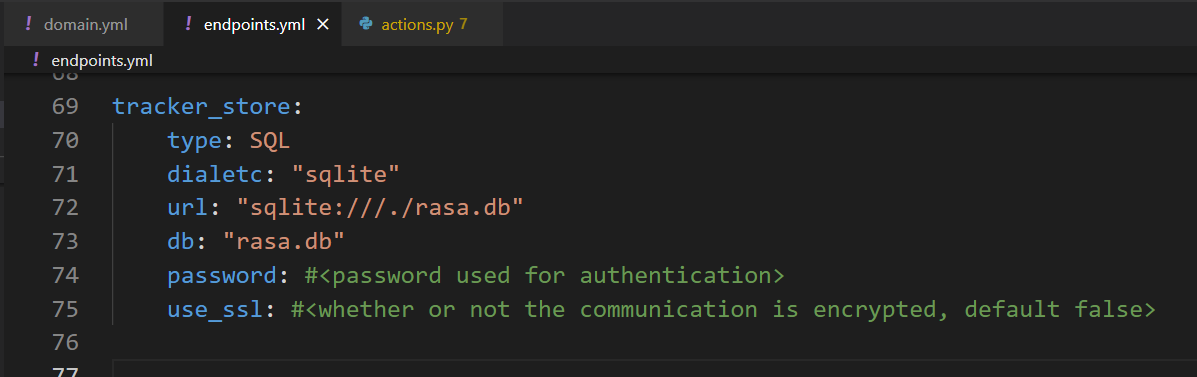 ! domain.yml ! endpoints.yml × actions.py 7
! endpoints.yml
68
69 tracker_store:
70 type: SQL
71 dialetc: "sqlite"
72 url: "sqlite:///./rasa.db"
73 db: "rasa.db"
74 password: #<password used for authentication>
75 use_ssl: #<whether or not the communication is encrypted, default false>
76
77